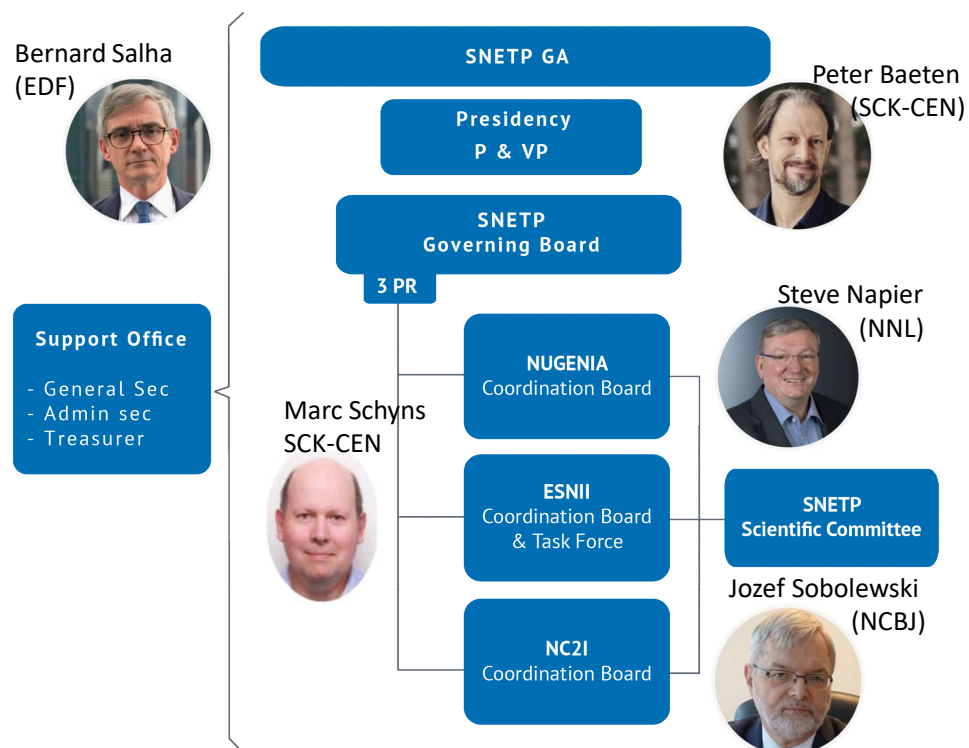 Bernard Salha
(EDF)
SNETP GA
Peter Baeten
(SCK-CEN)
Presidency
P & VP
SNETP
Governing Board
3 PR
Support Office
- General Sec
- Admin sec
- Treasurer
Steve Napier
(NNL)
NUGENIA
Coordination Board
Marc Schyns
SCK-CEN
ESNII
Coordination Board
& Task Force
SNETP
Scientific Committee
Jozef Sobolewski
(NCBJ)
NC2I
Coordination Board